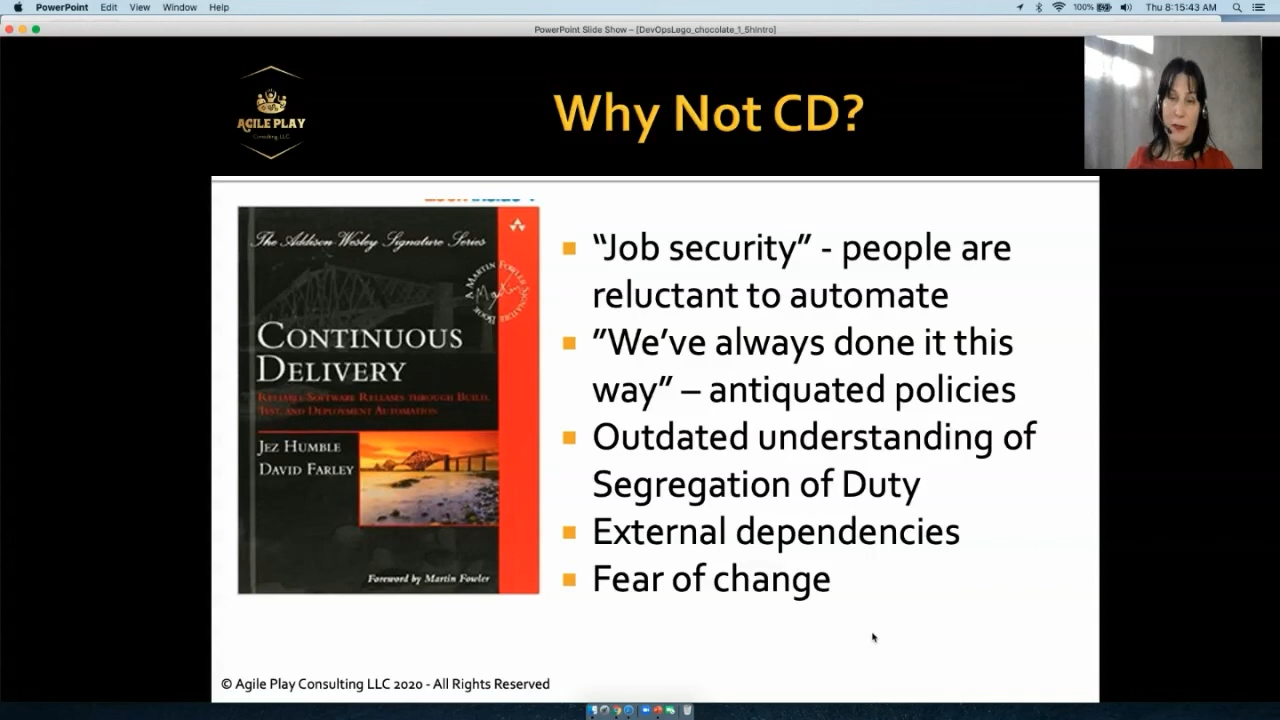 PowerPoint Edit View Window Help
100% Thu 8:15:43 AM
PowerPoint Slide Show – [DevOpsLego_chocolate_1_5hIntro]
AGILE PLAY
Consulting LLC
Why Not CD?
The Addison Wesley Signature Series
A MARTIN FOWLER SIGNATURE BOOK
CONTINUOUS
DELIVERY
RELIABLE SOFTWARE RELEASES THROUGH BUILD,
TEST, AND DEPLOYMENT AUTOMATION
JEZ HUMBLE
DAVID FARLEY
Foreword by Martin Fowler
“Job security” - people are
reluctant to automate
”We’ve always done it this
way” – antiquated policies
Outdated understanding of
Segregation of Duty
External dependencies
Fear of change
© Agile Play Consulting LLC 2020 - All Rights Reserved